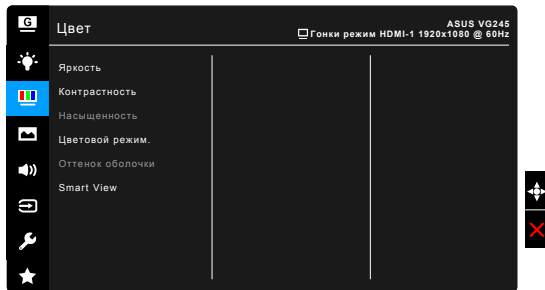 G
Цвет
ASUS VG245
Гонки режим HDMI-1 1920x1080 @ 60Hz
Яркость
Контрастность
Насыщенность
Цветовой режим.
Оттенок оболочки
Smart View